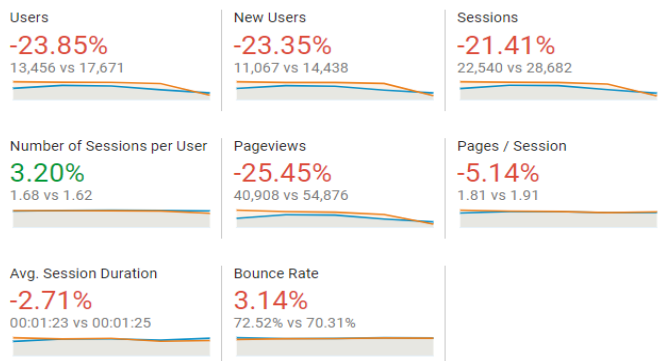 Users
-23.85%
13,456 vs 17,671
New Users
-23.35%
11,067 vs 14,438
Sessions
-21.41%
22,540 vs 28,682
Number of Sessions per User
3.20%
1.68 vs 1.62
Pageviews
-25.45%
40,908 vs 54,876
Pages / Session
-5.14%
1.81 vs 1.91
Avg. Session Duration
-2.71%
00:01:23 vs 00:01:25
Bounce Rate
3.14%
72.52% vs 70.31%